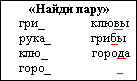 «Найди пару»
гри_ клювы
рука_ грибы
клю_ города
горо_ _